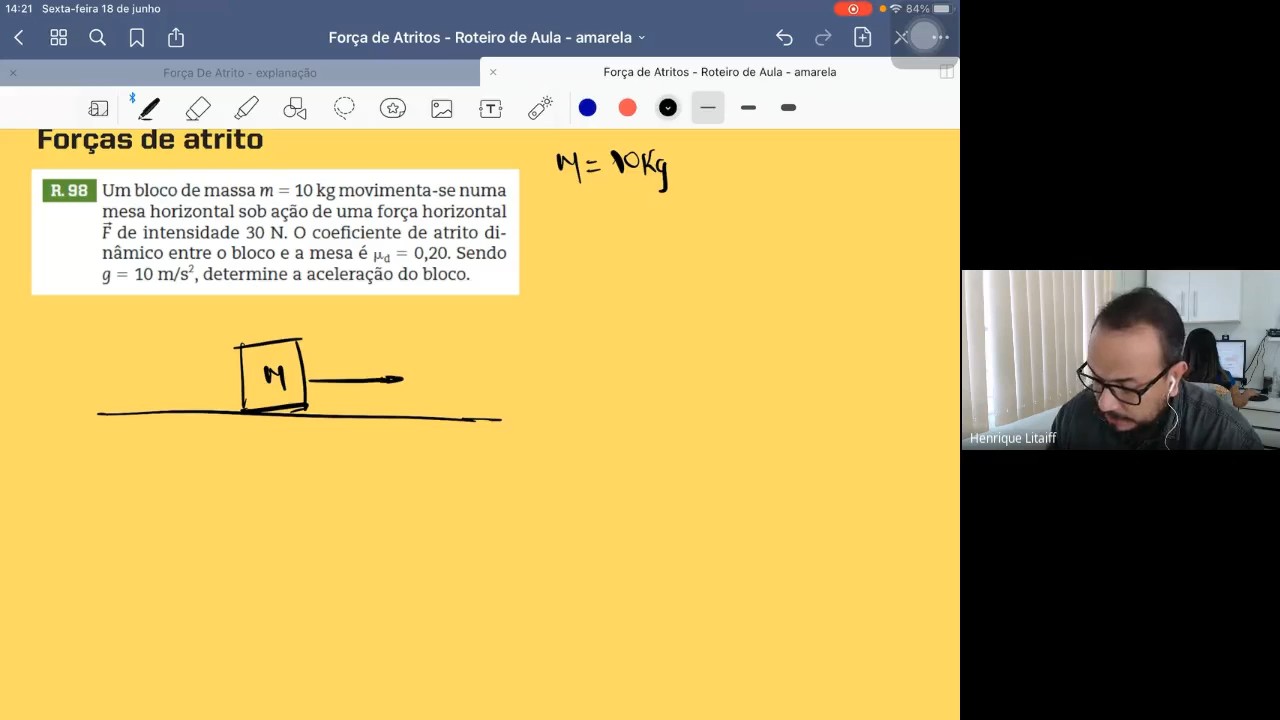 14:21 Sexta-feira 18 de junho
84%
Força de Atritos - Roteiro de Aula - amarela
Força De Atrito - explanação
Força de Atritos - Roteiro de Aula - amarela
Forças de atrito
M = 10Kg
R. 98 Um bloco de massa m = 10 kg movimenta-se numa
mesa horizontal sob ação de uma força horizontal
F⃗ de intensidade 30 N. O coeficiente de atrito di-
nâmico entre o bloco e a mesa é μd = 0,20. Sendo
g = 10 m/s², determine a aceleração do bloco.
M
Henrique Litaiff